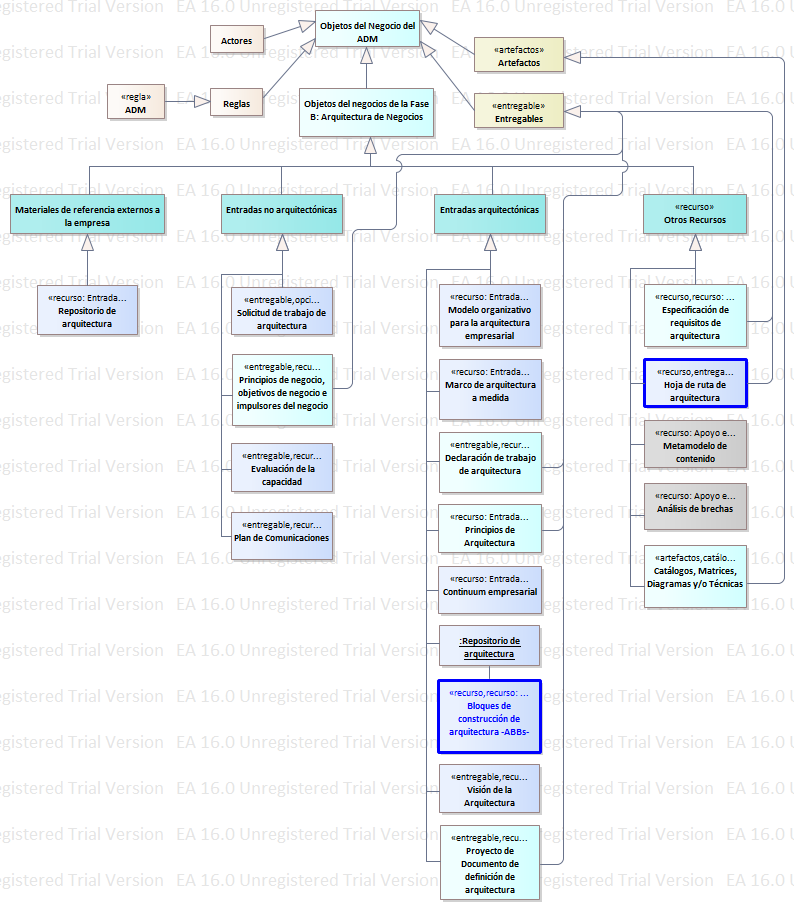 Objetos del Negocio del
ADM
Actores
«artefactos»
Artefactos
«regla»
ADM
Reglas
Objetos del negocios de la Fase
B: Arquitectura de Negocios
«entregable»
Entregables
Materiales de referencia externos a
la empresa
Entradas no arquitectónicas
Entradas arquitectónicas
«recurso»
Otros Recursos
«recurso: Entrada...
Repositorio de
arquitectura
«entregable,opci...
Solicitud de trabajo de
arquitectura
«entregable,recu...
Principios de negocio,
objetivos de negocio e
impulsores del negocio
«entregable,recur...
Evaluación de la
capacidad
«entregable,recur...
Plan de Comunicaciones
«recurso: Entrada...
Modelo organizativo
para la arquitectura
empresarial
«recurso: Entrada...
Marco de arquitectura
a medida
«entregable,recur...
Declaración de trabajo
de arquitectura
«recurso: Entrada...
Principios de
Arquitectura
«recurso: Entrada...
Continuum empresarial
:Repositorio de
arquitectura
«recurso,recurso: ...
Bloques de
construcción de
arquitectura -ABBs-
«entregable,recu...
Visión de la
Arquitectura
«entregable,recu...
Proyecto de
Documento de
definición de
arquitectura
«recurso,recurso: ...
Especificación de
requisitos de
arquitectura
«recurso,entrega...
Hoja de ruta de
arquitectura
«recurso: Apoyo e...
Metamodelo de
contenido
«recurso: Apoyo e...
Análisis de brechas
«artefactos,catálo...
Catálogos, Matrices,
Diagramas y/o Técnicas
EA 16.0 Unregistered Trial Version